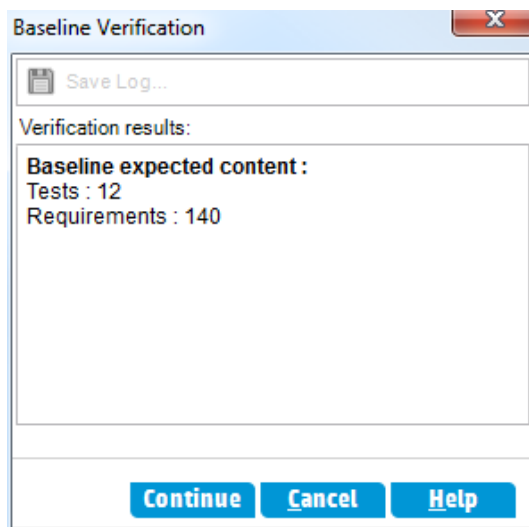 Baseline Verification
x
Save Log...
Verification results:
Baseline expected content :
Tests : 12
Requirements : 140
Continue Cancel Help